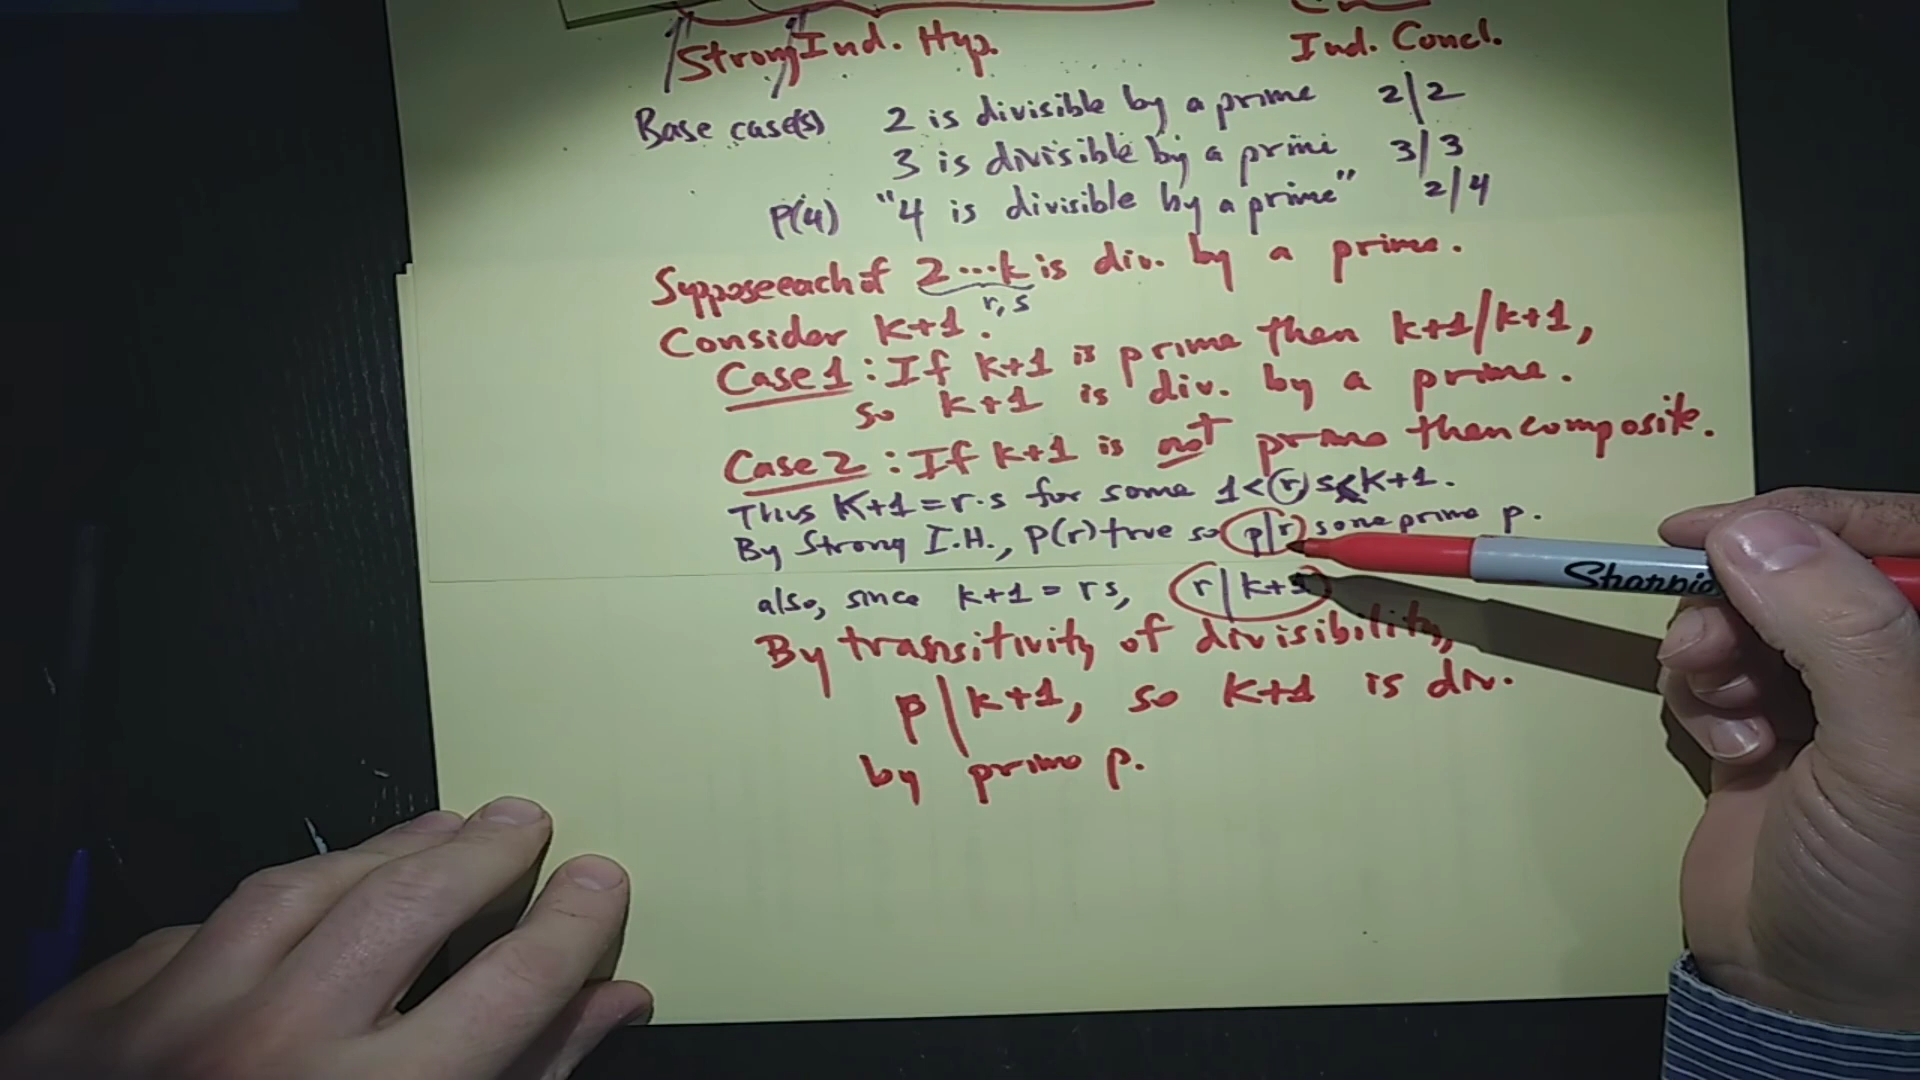 Strong Ind. Hyp. Ind. Concl.
Base case(s) 2 is divisible by a prime 2|2
3 is divisible by a prime 3|3
P(4) "4 is divisible by a prime" 2|4
Suppose each of 2...k is div. by a prime.
r, s
Consider k+1.
Case 1: If k+1 is prime then k+1|k+1,
so k+1 is div. by a prime.
Case 2: If k+1 is not prime then composite.
Thus k+1 = r·s for some 1<r, s<k+1.
By Strong I.H., P(r) true so p|r some prime p.
also, since k+1 = rs, r|k+1
By transitivity of divisibility,
p|k+1, so k+1 is div.
by prime p.
Sharpie